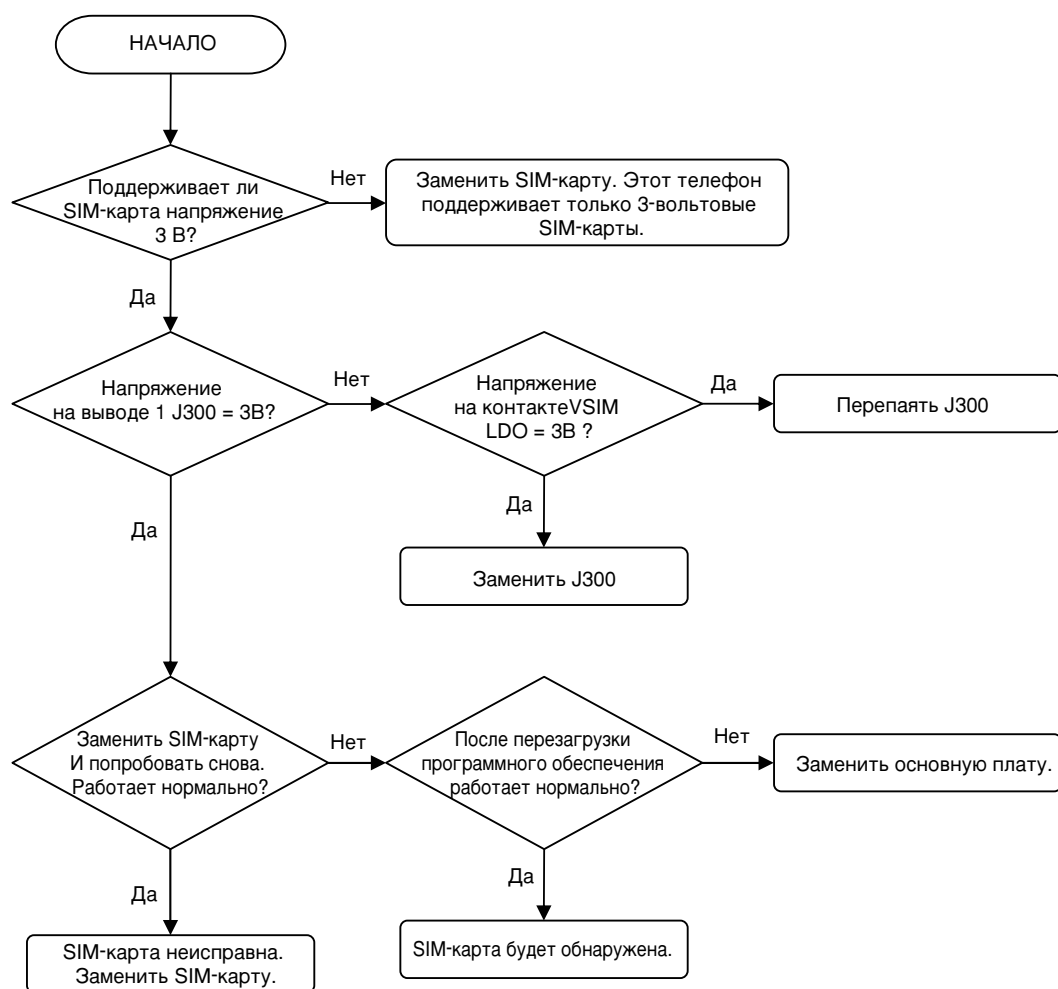 НАЧАЛО
Поддерживает ли
SIM-карта напряжение
3 В?
Нет
Заменить SIM-карту. Этот телефон
поддерживает только 3-вольтовые
SIM-карты.
Да
Напряжение
на выводе 1 J300 = 3В?
Нет
Напряжение
на контактеVSIM
LDO = 3В ?
Да
Перепаять J300
Да
Заменить J300
Да
Заменить SIM-карту
И попробовать снова.
Работает нормально?
Нет
После перезагрузки
программного обеспечения
работает нормально?
Нет
Заменить основную плату.
Да
SIM-карта неисправна.
Заменить SIM-карту.
Да
SIM-карта будет обнаружена.